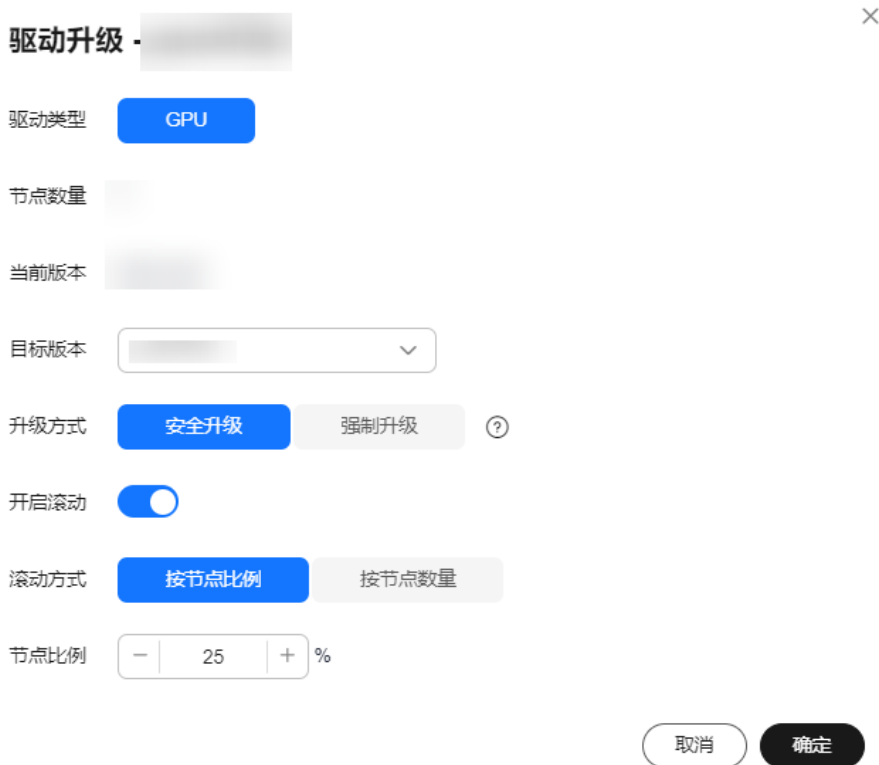 驱动升级 -
驱动类型 GPU
节点数量
当前版本
目标版本
升级方式 安全升级 强制升级 ?
开启滚动
滚动方式 按节点比例 按节点数量
节点比例 − 25 + %
取消 确定